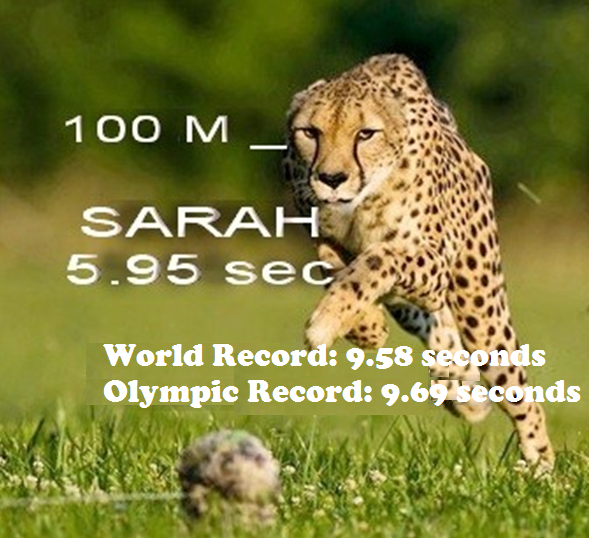 100 M _
SARAH
5.95 sec
World Record: 9.58 seconds
Olympic Record: 9.69 seconds